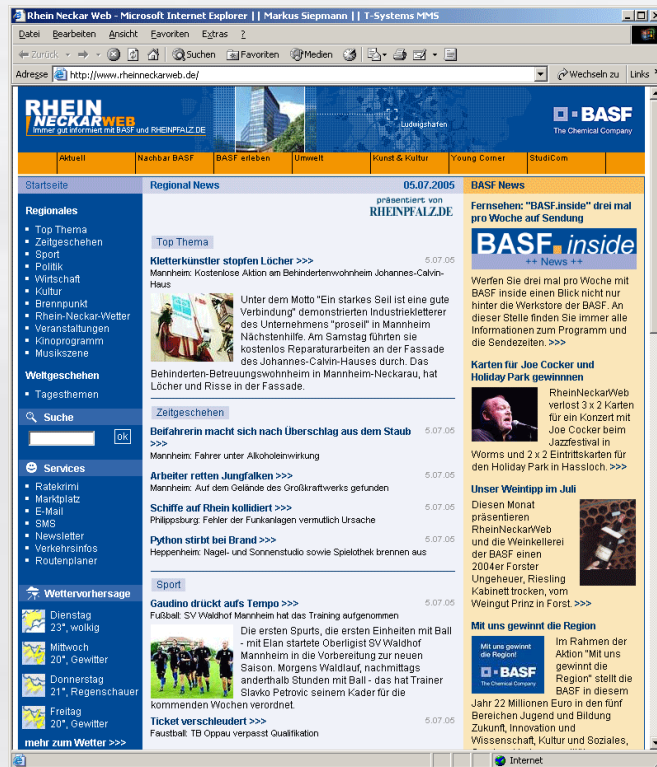 Rhein Neckar Web - Microsoft Internet Explorer || Markus Siepmann || T-Systems MMS
Datei Bearbeiten Ansicht Favoriten Extras ?
Zurück Suchen Favoriten Medien
Adresse http://www.rheinneckarweb.de/ Wechseln zu Links
RHEIN
NECKARWEB
Immer gut informiert mit BASF und RHEINPFALZ.DE
Ludwigshafen
BASF
The Chemical Company
Aktuell Nachbar BASF BASF erleben Umwelt Kunst & Kultur Young Corner StudiCom
Startseite
Regionales
Top Thema
Zeitgeschehen
Sport
Politik
Wirtschaft
Kultur
Brennpunkt
Rhein-Neckar-Wetter
Veranstaltungen
Kinoprogramm
Musikszene
Weltgeschehen
Tagesthemen
Suche
ok
Services
Ratekrimi
Marktplatz
E-Mail
SMS
Newsletter
Verkehrsinfos
Routenplaner
Wettervorhersage
Dienstag
23°, wolkig
Mittwoch
20°, Gewitter
Donnerstag
21°, Regenschauer
Freitag
20°, Gewitter
mehr zum Wetter >>>
Regional News 05.07.2005
präsentiert von
RHEINPFALZ.DE
Top Thema
Kletterkünstler stopfen Löcher >>> 5.07.05
Mannheim: Kostenlose Aktion am Behindertenwohnheim Johannes-Calvin-
Haus
Unter dem Motto "Ein starkes Seil ist eine gute
Verbindung" demonstrierten Industriekletterer
des Unternehmens "proseil" in Mannheim
Nächstenhilfe. Am Samstag führten sie
kostenlos Reparaturarbeiten an der Fassade
des Johannes-Calvin-Hauses durch. Das
Behinderten-Betreuungswohnheim in Mannheim-Neckarau, hat
Löcher und Risse in der Fassade.
Zeitgeschehen
Beifahrerin macht sich nach Überschlag aus dem Staub 5.07.05
>>>
Mannheim: Fahrer unter Alkoholeinwirkung
Arbeiter retten Jungfalken >>> 5.07.05
Mannheim: Auf dem Gelände des Großkraftwerks gefunden
Schiffe auf Rhein kollidiert >>> 5.07.05
Philippsburg: Fehler der Funkanlagen vermutlich Ursache
Python stirbt bei Brand >>> 5.07.05
Heppenheim: Nagel- und Sonnenstudio sowie Spielothek brennen aus
Sport
Gaudino drückt aufs Tempo >>> 5.07.05
Fußball: SV Waldhof Mannheim hat das Training aufgenommen
Die ersten Spurts, die ersten Einheiten mit Ball
- mit Elan startete Oberligist SV Waldhof
Mannheim in die Vorbereitung zur neuen
Saison. Morgens Waldlauf, nachmittags
anderthalb Stunden mit Ball - das hat Trainer
Slavko Petrovic seinem Kader für die
kommenden Wochen verordnet.
Ticket verschleudert >>> 5.07.05
Faustball: TB Oppau verpasst Qualifikation
BASF News
Fernsehen: "BASF.inside" drei mal
pro Woche auf Sendung
BASF inside
++ News ++
Werfen Sie drei mal pro Woche mit
BASF inside einen Blick nicht nur
hinter die Werkstore der BASF. An
dieser Stelle finden Sie immer alle
Informationen zum Programm und
die Sendezeiten. >>>
Karten für Joe Cocker und
Holiday Park gewinnnen
RheinNeckarWeb
verlost 3 x 2 Karten
für ein Konzert mit
Joe Cocker beim
Jazzfestival in
Worms und 2 x 2 Eintrittskarten für
den Holiday Park in Hassloch. >>>
Unser Weintipp im Juli
Diesen Monat
präsentieren
RheinNeckarWeb
und die Weinkellerei
der BASF einen
2004er Forster
Ungeheuer, Riesling
Kabinett trocken, vom
Weingut Prinz in Forst. >>>
Mit uns gewinnt die Region
Mit uns gewinnt
die Region!
BASF
The Chemical Company
Im Rahmen der
Aktion "Mit uns
gewinnt die
Region" stellt die
BASF in diesem
Jahr 22 Millionen Euro in den fünf
Bereichen Jugend und Bildung
Zukunft, Innovation und
Wissenschaft, Kultur und Soziales,
Internet